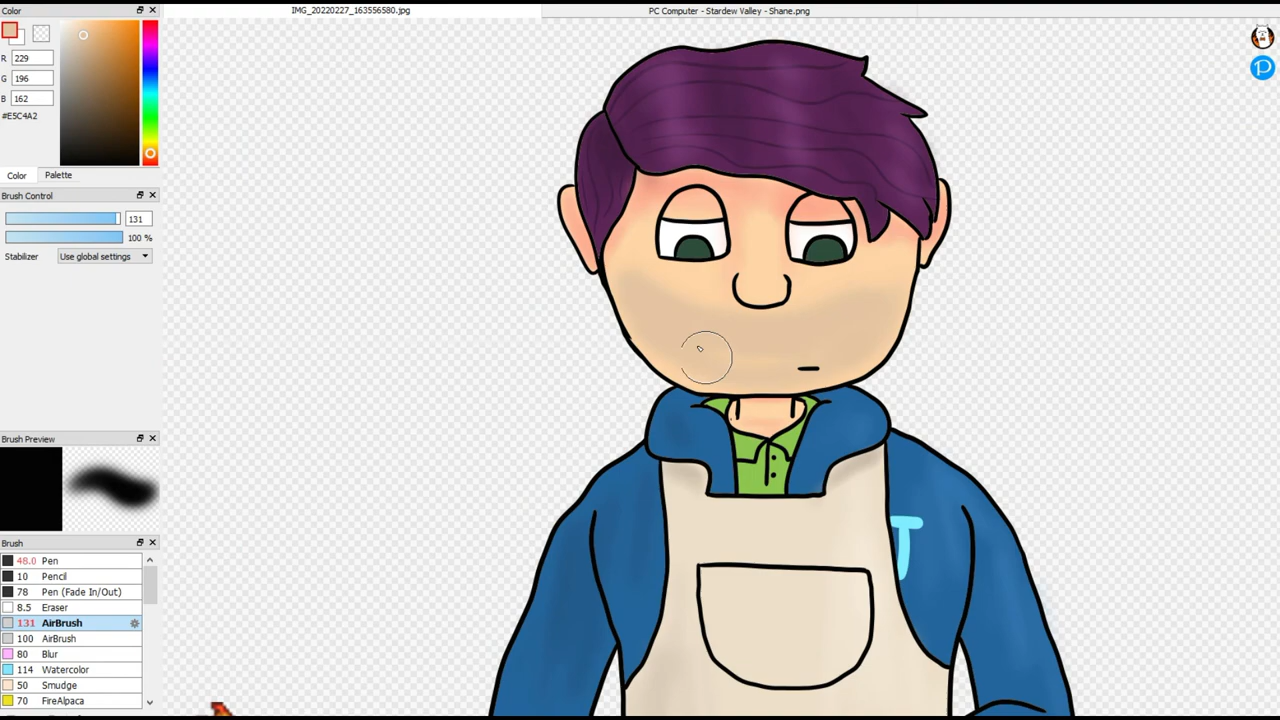 IMG_20220227_163556580.jpg
PC Computer - Stardew Valley - Shane.png
Color
R 229
G 196
B 162
#E5C4A2
Color Palette
Brush Control
131
100 %
Stabilizer Use global settings
Brush Preview
Brush
48.0 Pen
10 Pencil
78 Pen (Fade In/Out)
8.5 Eraser
131 AirBrush
100 AirBrush
80 Blur
114 Watercolor
50 Smudge
70 FireAlpaca
J
P